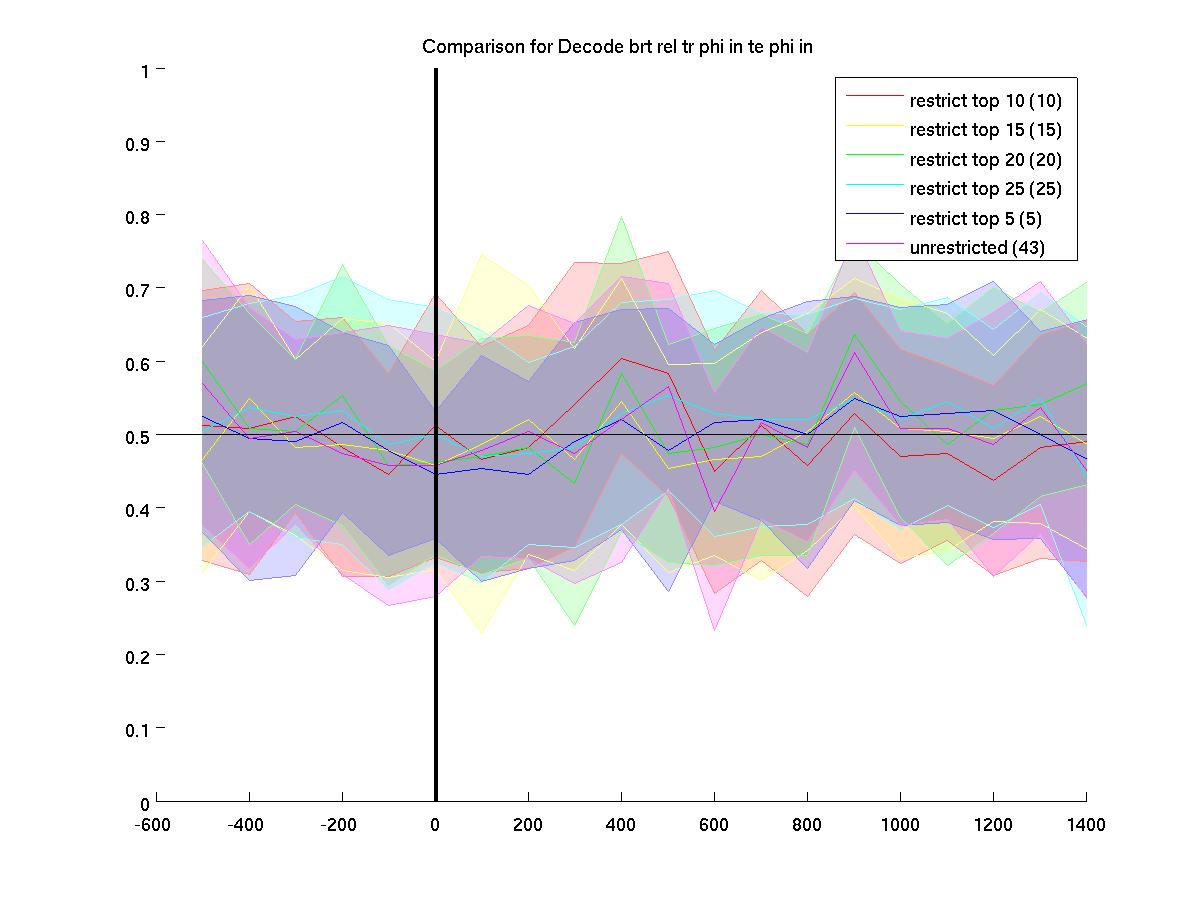 Comparison for Decode brt rel tr phi in te phi in
1
0.9
0.8
0.7
0.6
0.5
0.4
0.3
0.2
0.1
0
restrict top 10 (10)
restrict top 15 (15)
restrict top 20 (20)
restrict top 25 (25)
restrict top 5 (5)
unrestricted (43)
-600 -400 -200 0 200 400 600 800 1000 1200 1400